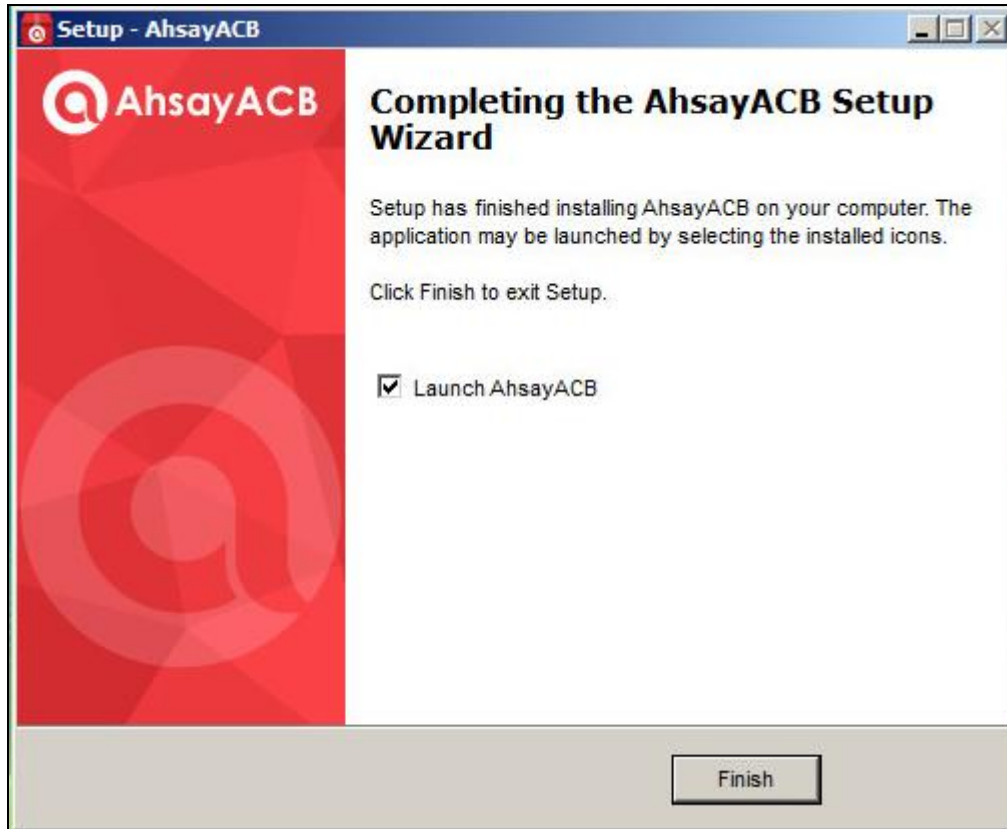 Setup - AhsayACB
AhsayACB
Completing the AhsayACB Setup
Wizard
Setup has finished installing AhsayACB on your computer. The
application may be launched by selecting the installed icons.
Click Finish to exit Setup.
Launch AhsayACB
Finish